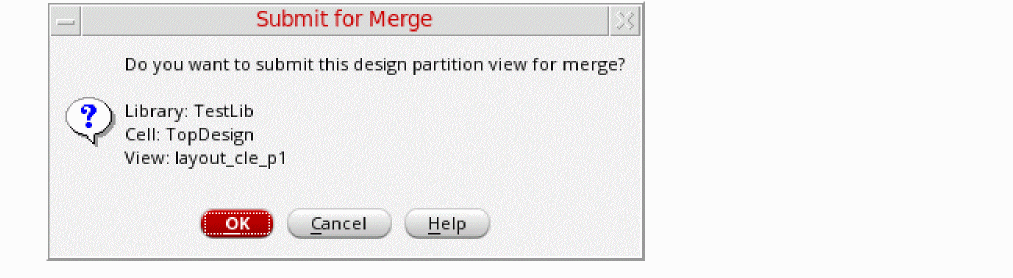 Submit for Merge
Do you want to submit this design partition view for merge?
?
Library: TestLib
Cell: TopDesign
View: layout_cle_p1
OK
Cancel
Help